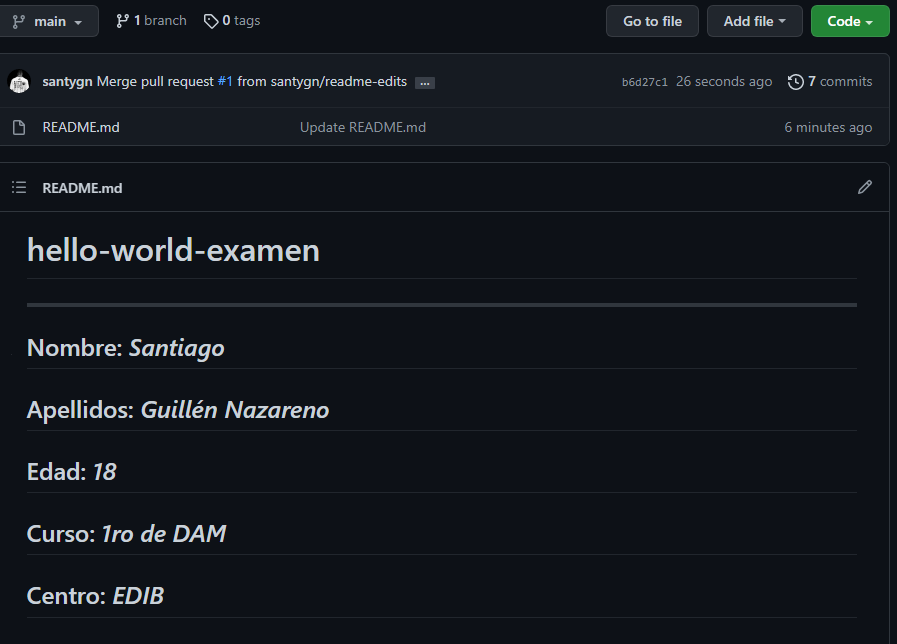 main 1 branch 0 tags Go to file Add file Code
santygn Merge pull request #1 from santygn/readme-edits ... b6d27c1 26 seconds ago 7 commits
README.md Update README.md 6 minutes ago
README.md
hello-world-examen
Nombre: Santiago
Apellidos: Guillén Nazareno
Edad: 18
Curso: 1ro de DAM
Centro: EDIB